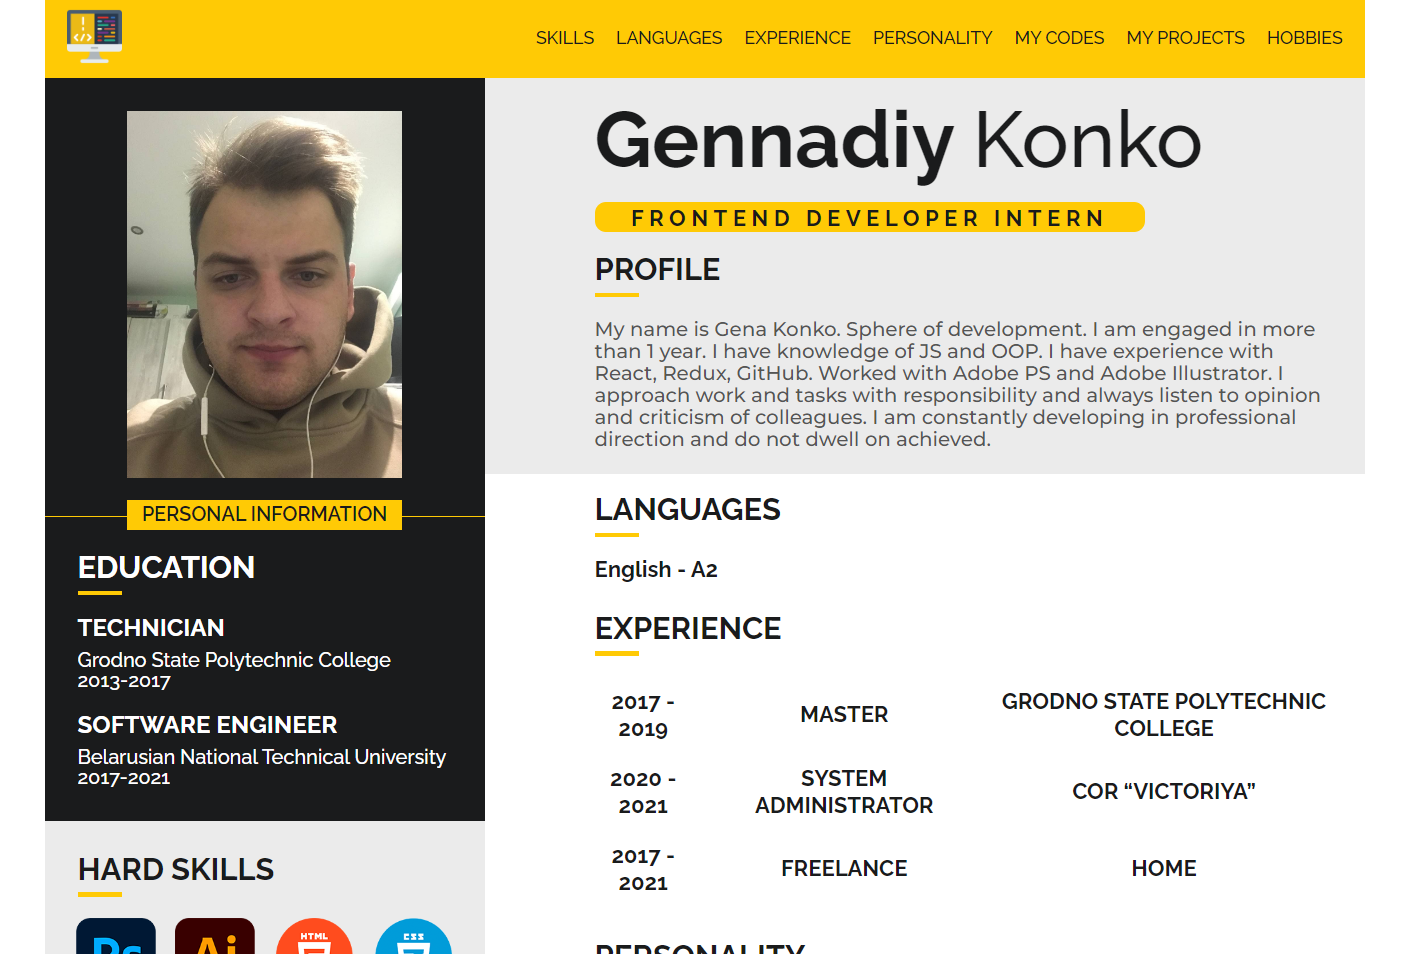 SKILLS LANGUAGES EXPERIENCE PERSONALITY MY CODES MY PROJECTS HOBBIES
PERSONAL INFORMATION
EDUCATION
TECHNICIAN
Grodno State Polytechnic College
2013-2017
SOFTWARE ENGINEER
Belarusian National Technical University
2017-2021
HARD SKILLS
Ps Ai HTML CSS
Gennadiy Konko
FRONTEND DEVELOPER INTERN
PROFILE
My name is Gena Konko. Sphere of development. I am engaged in more
than 1 year. I have knowledge of JS and OOP. I have experience with
React, Redux, GitHub. Worked with Adobe PS and Adobe Illustrator. I
approach work and tasks with responsibility and always listen to opinion
and criticism of colleagues. I am constantly developing in professional
direction and do not dwell on achieved.
LANGUAGES
English - A2
EXPERIENCE
2017 -
2019
MASTER
GRODNO STATE POLYTECHNIC
COLLEGE
2020 -
2021
SYSTEM
ADMINISTRATOR
COR “VICTORIYA”
2017 -
2021
FREELANCE
HOME
PERSONALITY